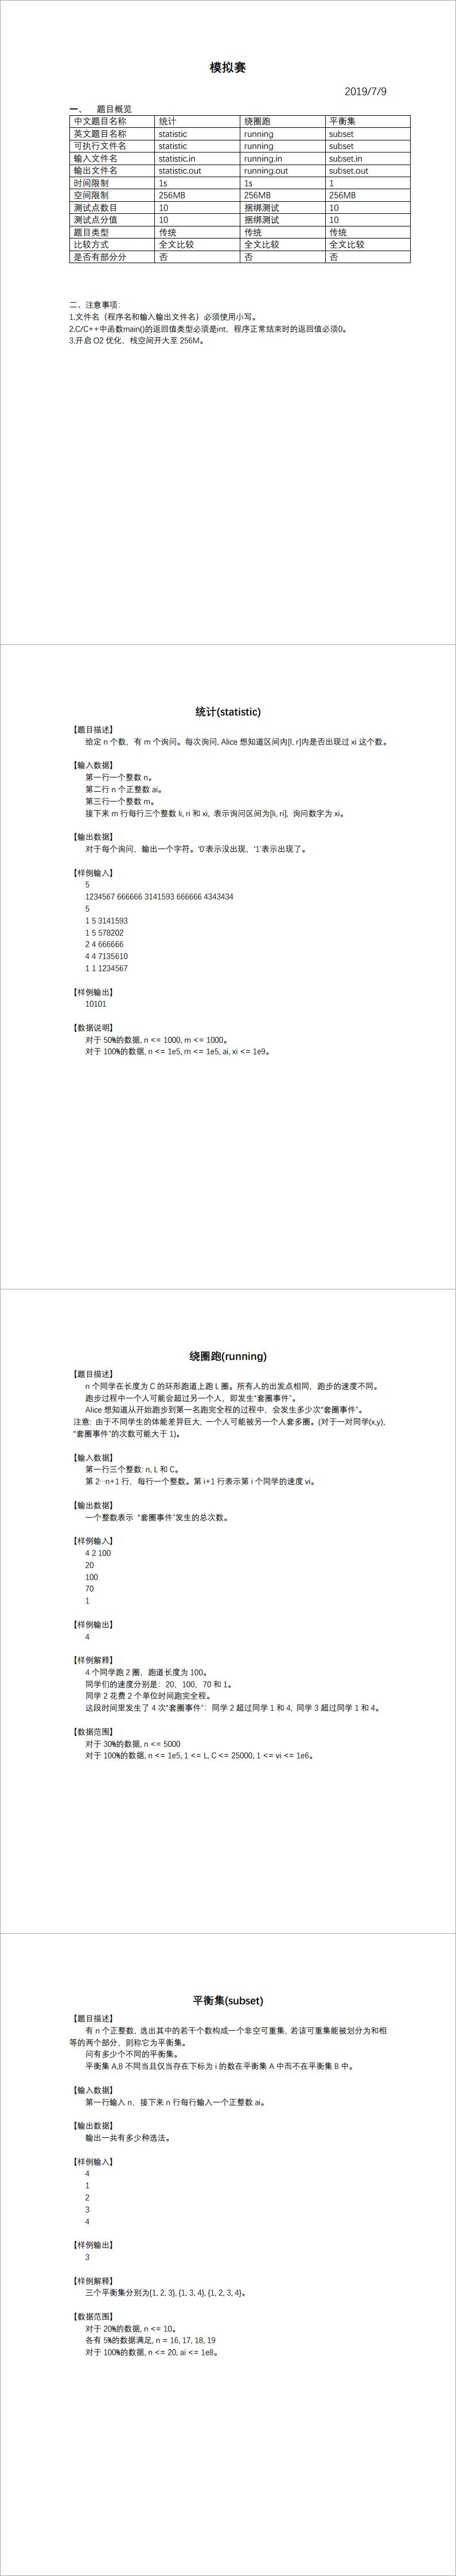 模拟赛
2019/7/9
一、 题目概览
中文题目名称 统计 绕圈跑 平衡集
英文题目名称 statistic running subset
可执行文件名 statistic running subset
输入文件名 statistic.in running.in subset.in
输出文件名 statistic.out running.out subset.out
时间限制 1s 1s 1
空间限制 256MB 256MB 256MB
测试点数目 10 捆绑测试 10
测试点分值 10 捆绑测试 10
题目类型 传统 传统 传统
比较方式 全文比较 全文比较 全文比较
是否有部分分 否 否 否
二、注意事项：
1.文件名（程序名和输入输出文件名）必须使用小写。
2.C/C++中函数main()的返回值类型必须是int，程序正常结束时的返回值必须0。
3.开启O2 优化，栈空间开大至 256M。
统计(statistic)
【题目描述】
给定 n 个数，有 m 个询问。每次询问, Alice 想知道区间内[l, r]内是否出现过 xi 这个数。
【输入数据】
第一行一个整数 n。
第二行 n 个正整数 ai。
第三行一个整数 m。
接下来 m 行每行三个整数 li, ri 和 xi, 表示询问区间为[li, ri], 询问数字为 xi。
【输出数据】
对于每个询问，输出一个字符。‘0’表示没出现，‘1’表示出现了。
【样例输入】
5
1234567 666666 3141593 666666 4343434
5
1 5 3141593
1 5 578202
2 4 666666
4 4 7135610
1 1 1234567
【样例输出】
10101
【数据说明】
对于 50%的数据, n <= 1000, m <= 1000。
对于 100%的数据, n <= 1e5, m <= 1e5, ai, xi <= 1e9。
绕圈跑(running)
【题目描述】
n 个同学在长度为 C 的环形跑道上跑 L 圈。所有人的出发点相同，跑步的速度不同。
跑步过程中一个人可能会超过另一个人，即发生“套圈事件”。
Alice 想知道从开始跑步到第一名跑完全程的过程中，会发生多少次“套圈事件”。
注意: 由于不同学生的体能差异巨大, 一个人可能被另一个人套多圈。(对于一对同学(x,y),
“套圈事件”的次数可能大于 1)。
【输入数据】
第一行三个整数: n, L 和 C。
第 2…n+1 行，每行一个整数。第 i+1 行表示第 i 个同学的速度 vi。
【输出数据】
一个整数表示 “套圈事件”发生的总次数。
【样例输入】
4 2 100
20
100
70
1
【样例输出】
4
【样例解释】
4 个同学跑 2 圈，跑道长度为 100。
同学们的速度分别是：20，100，70 和 1。
同学 2 花费 2 个单位时间跑完全程。
这段时间里发生了 4 次“套圈事件”：同学 2 超过同学 1 和 4, 同学 3 超过同学 1 和 4。
【数据范围】
对于 30%的数据, n <= 5000
对于 100%的数据, n <= 1e5, 1 <= L, C <= 25000, 1 <= vi <= 1e6。
平衡集(subset)
【题目描述】
有 n 个正整数, 选出其中的若干个数构成一个非空可重集, 若该可重集能被划分为和相
等的两个部分，则称它为平衡集。
问有多少个不同的平衡集。
平衡集 A,B 不同当且仅当存在下标为 i 的数在平衡集 A 中而不在平衡集 B 中。
【输入数据】
第一行输入 n，接下来 n 行每行输入一个正整数 ai。
【输出数据】
输出一共有多少种选法。
【样例输入】
4
1
2
3
4
【样例输出】
3
【样例解释】
三个平衡集分别为{1, 2, 3}, {1, 3, 4}, {1, 2, 3, 4}。
【数据范围】
对于 20%的数据, n <= 10。
各有 5%的数据满足, n = 16, 17, 18, 19
对于 100%的数据, n <= 20, ai <= 1e8。